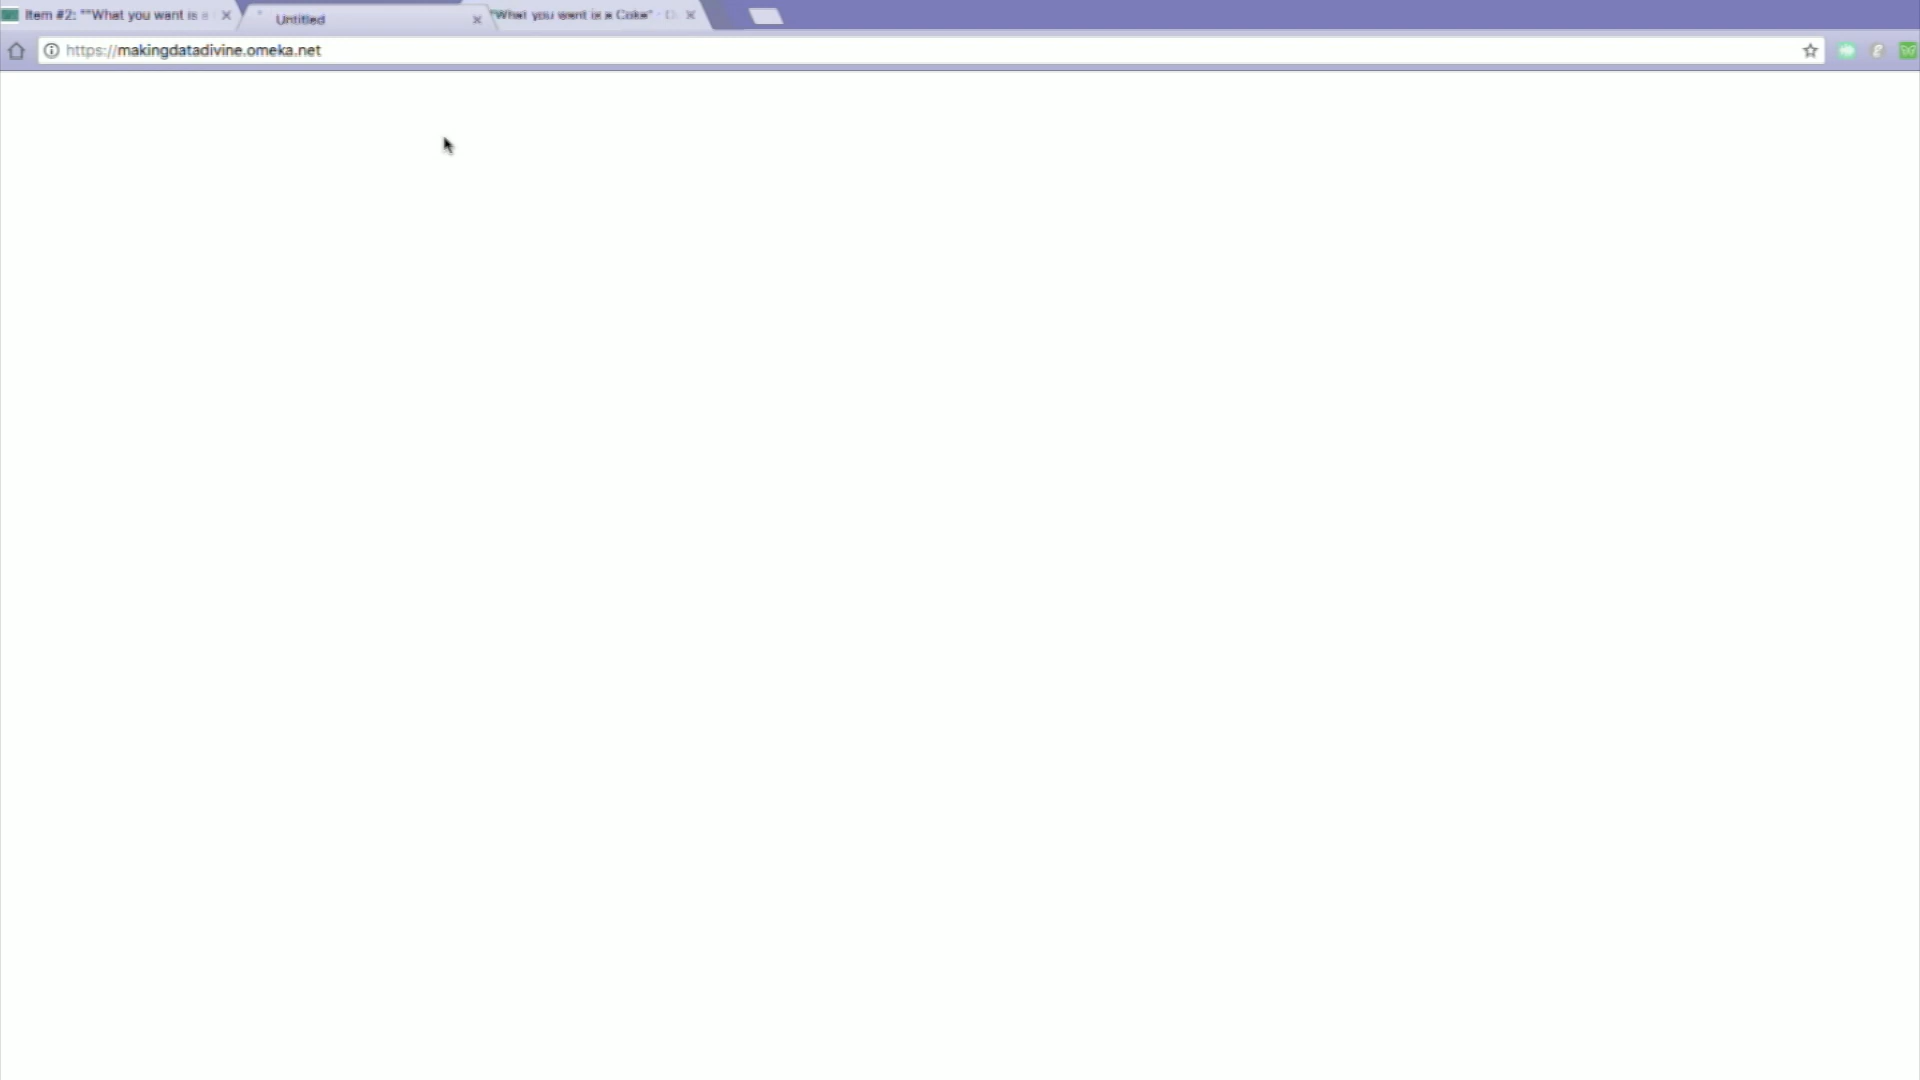 Item #2: ""What you want is a
Untitled
"What you want is a Coke"
https://makingdatadivine.omeka.net